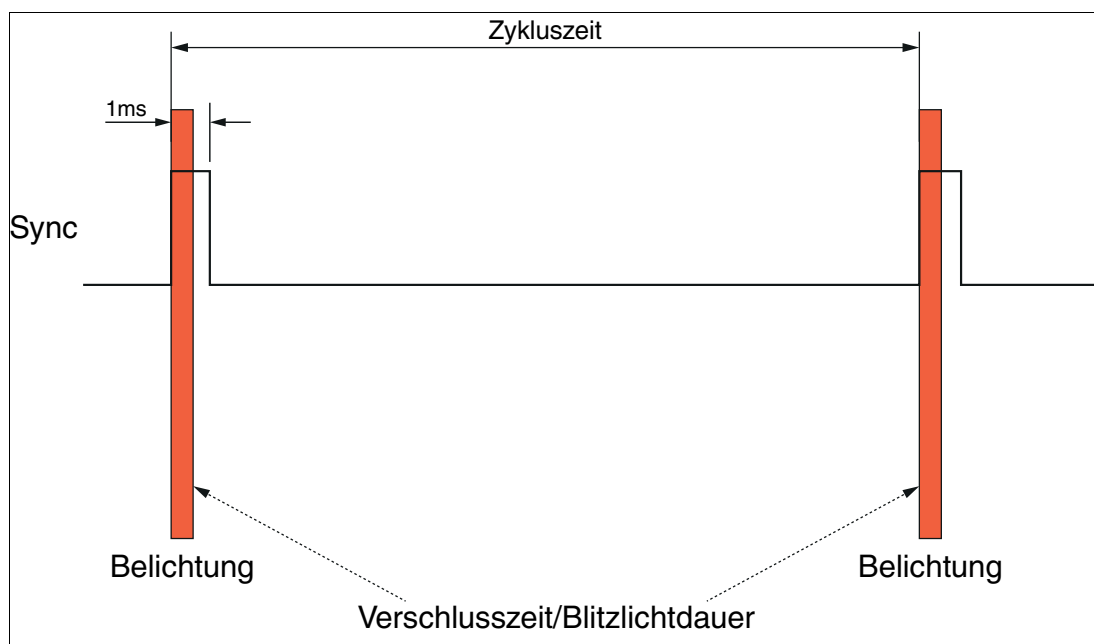 Zykluszeit
1ms
Sync
Belichtung
Belichtung
Verschlusszeit/Blitzlichtdauer